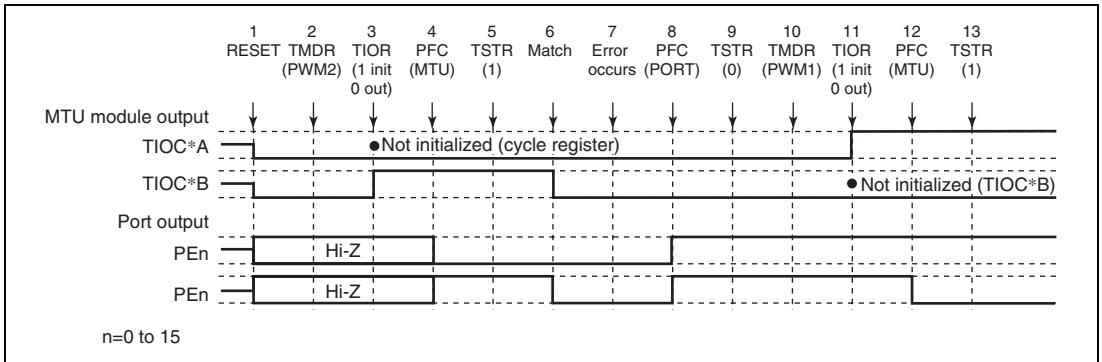 1 2 3 4 5 6 7 8 9 10 11 12 13
RESET TMDR TIOR PFC TSTR Match Error PFC TSTR TMDR TIOR PFC TSTR
(PWM2) (1 init (MTU) (1) occurs (PORT) (0) (PWM1) (1 init (MTU) (1)
0 out) 0 out)
MTU module output
TIOC*A
●Not initialized (cycle register)
TIOC*B
● Not initialized (TIOC*B)
Port output
PEn
Hi-Z
PEn
Hi-Z
n=0 to 15